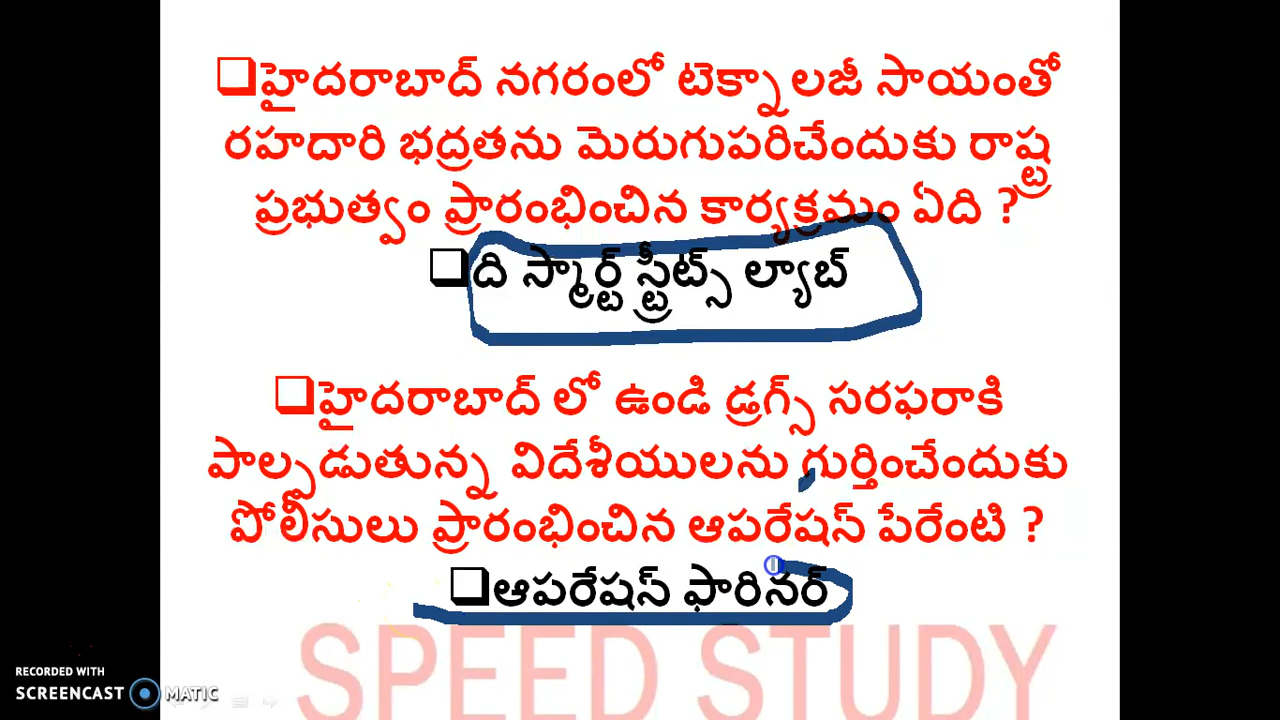 ❑హైదరాబాద్ నగరంలో టెక్నాలజీ సాయంతో
రహదారి భద్రతను మెరుగుపరిచేందుకు రాష్ట్ర
ప్రభుత్వం ప్రారంభించిన కార్యక్రమం ఏది ?
❑ది స్మార్ట్ స్ట్రీట్స్ ల్యాబ్
❑హైదరాబాద్ లో ఉండి డ్రగ్స్ సరఫరాకి
పాల్పడుతున్న విదేశీయులను గుర్తించేందుకు
పోలీసులు ప్రారంభించిన ఆపరేషన్ పేరేంటి ?
❑ఆపరేషన్ ఫారినర్
SPEED STUDY
RECORDED WITH
SCREENCAST MATIC